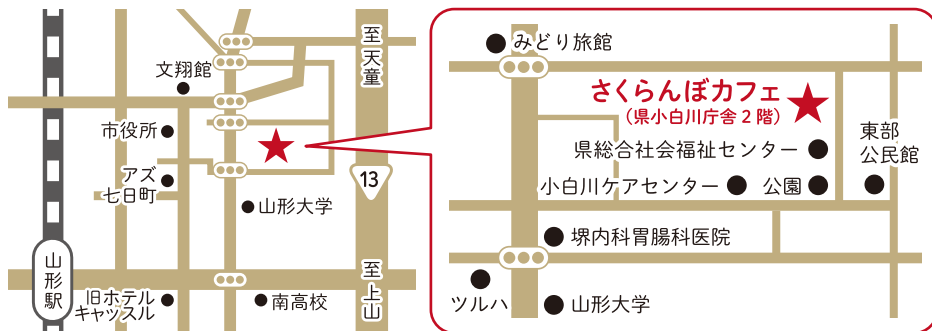 至天童
文翔館
市役所
アズ
七日町
13
山形大学
山形駅
至上山
旧ホテル
キャッスル
南高校
みどり旅館
さくらんぼカフェ
（県小白川庁舎２階）
東部
公民館
県総合社会福祉センター
小白川ケアセンター
公園
堺内科胃腸科医院
ツルハ
山形大学